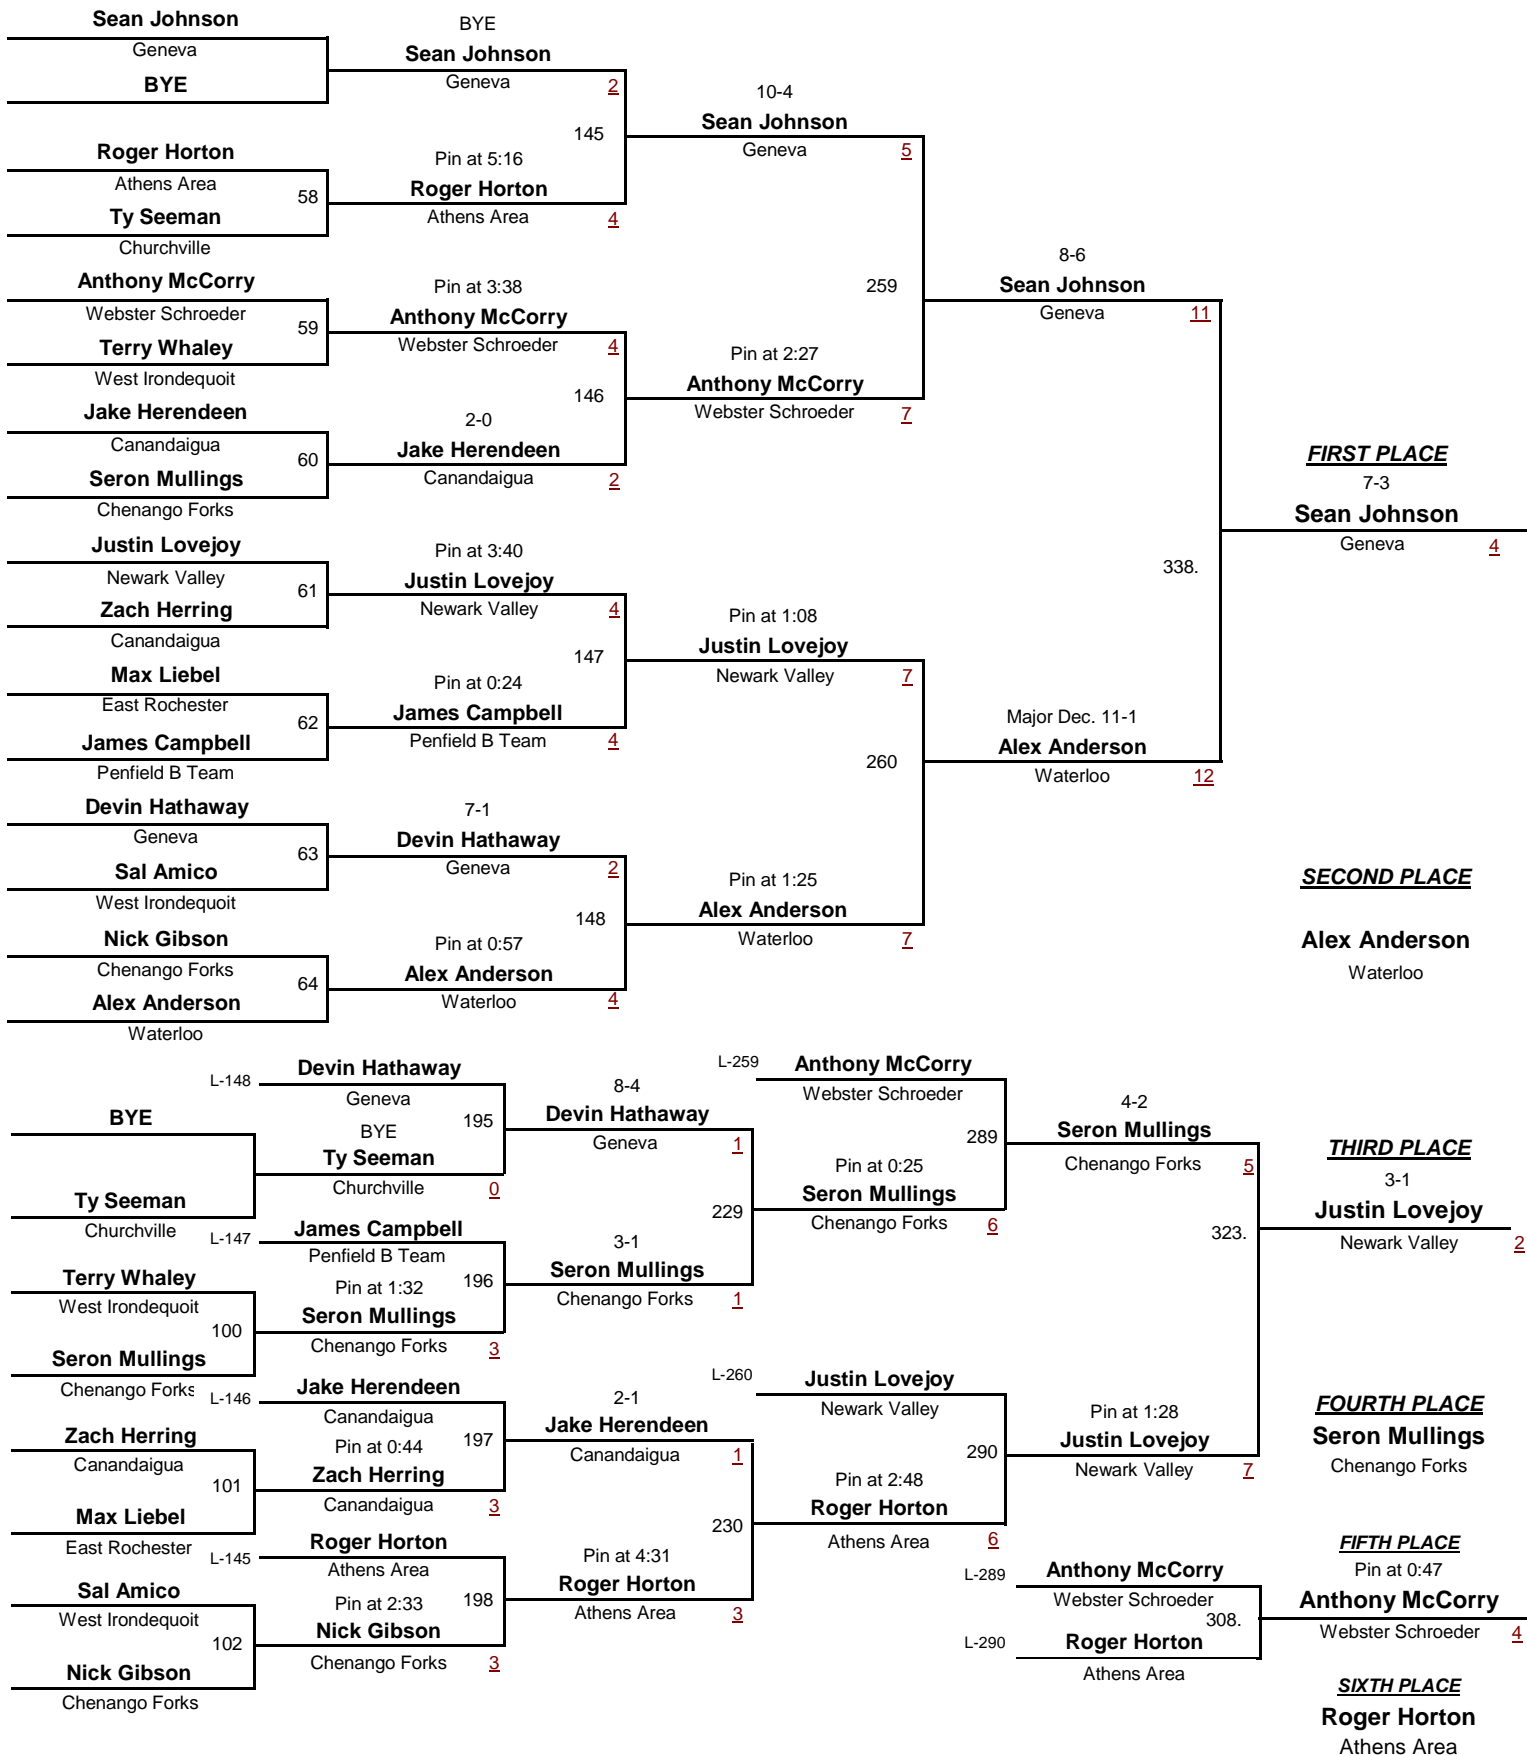 Sean Johnson
Geneva
BYE
Roger Horton
Athens Area
58
Ty Seeman
Churchville
Anthony McCorry
Webster Schroeder
59
Terry Whaley
West Irondequoit
Jake Herendeen
Canandaigua
60
Seron Mullings
Chenango Forks
Justin Lovejoy
Newark Valley
61
Zach Herring
Canandaigua
Max Liebel
East Rochester
62
James Campbell
Penfield B Team
Devin Hathaway
Geneva
63
Sal Amico
West Irondequoit
Nick Gibson
Chenango Forks
64
Alex Anderson
Waterloo
BYE
Sean Johnson
Geneva
2
145
Pin at 5:16
Roger Horton
Athens Area
4
Pin at 3:38
Anthony McCorry
Webster Schroeder
4
146
2-0
Jake Herendeen
Canandaigua
2
Pin at 3:40
Justin Lovejoy
Newark Valley
4
147
Pin at 0:24
James Campbell
Penfield B Team
4
7-1
Devin Hathaway
Geneva
2
148
Pin at 0:57
Alex Anderson
Waterloo
4
10-4
Sean Johnson
Geneva
5
259
Pin at 2:27
Anthony McCorry
Webster Schroeder
7
Pin at 1:08
Justin Lovejoy
Newark Valley
7
260
Pin at 1:25
Alex Anderson
Waterloo
7
8-6
Sean Johnson
Geneva
11
338.
Major Dec. 11-1
Alex Anderson
Waterloo
12
FIRST PLACE
7-3
Sean Johnson
Geneva
4
SECOND PLACE
Alex Anderson
Waterloo
BYE
Ty Seeman
Churchville
Terry Whaley
West Irondequoit
100
Seron Mullings
Chenango Forks
Zach Herring
Canandaigua
101
Max Liebel
East Rochester
Sal Amico
West Irondequoit
102
Nick Gibson
Chenango Forks
L-148
Devin Hathaway
Geneva
195
BYE
Ty Seeman
Churchville
0
L-147
James Campbell
Penfield B Team
196
Pin at 1:32
Seron Mullings
Chenango Forks
3
L-146
Jake Herendeen
Canandaigua
197
Pin at 0:44
Zach Herring
Canandaigua
3
L-145
Roger Horton
Athens Area
198
Pin at 2:33
Nick Gibson
Chenango Forks
3
8-4
Devin Hathaway
Geneva
1
229
3-1
Seron Mullings
Chenango Forks
1
2-1
Jake Herendeen
Canandaigua
1
230
Pin at 4:31
Roger Horton
Athens Area
3
L-259
Anthony McCorry
Webster Schroeder
289
Pin at 0:25
Seron Mullings
Chenango Forks
6
L-260
Justin Lovejoy
Newark Valley
290
Pin at 2:48
Roger Horton
Athens Area
6
4-2
Seron Mullings
Chenango Forks
5
323.
Pin at 1:28
Justin Lovejoy
Newark Valley
7
L-289
Anthony McCorry
Webster Schroeder
308.
L-290
Roger Horton
Athens Area
THIRD PLACE
3-1
Justin Lovejoy
Newark Valley
2
FOURTH PLACE
Seron Mullings
Chenango Forks
FIFTH PLACE
Pin at 0:47
Anthony McCorry
Webster Schroeder
4
SIXTH PLACE
Roger Horton
Athens Area